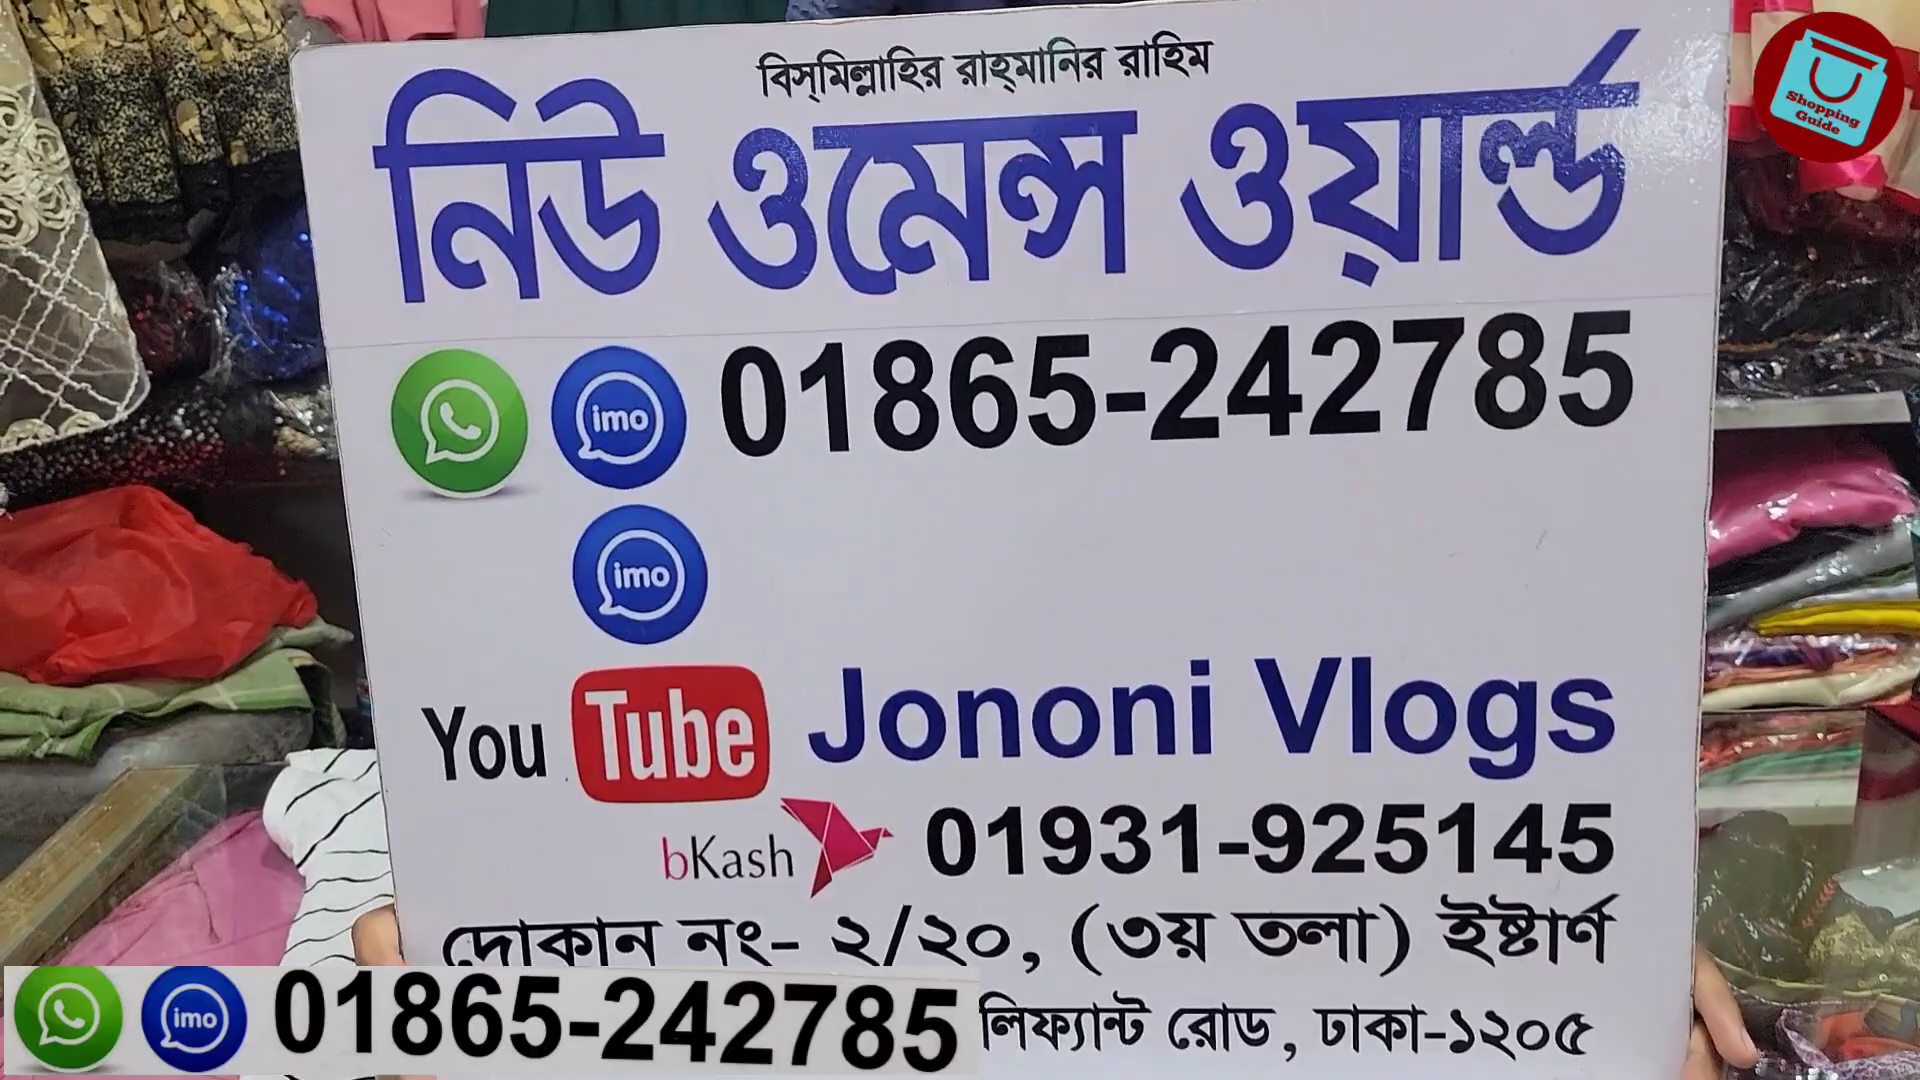 বিস্‌মিল্লাহির রাহ্‌মানির রাহিম
নিউ ওমেন্স ওয়ার্ল্ড
Shopping
Guide
imo 01865-242785
imo
You Tube Jononi Vlogs
bKash 01931-925145
দোকান নং- ২/২০, (৩য় তলা) ইষ্টার্ণ
লিফ্যান্ট রোড, ঢাকা-১২০৫
imo 01865-242785